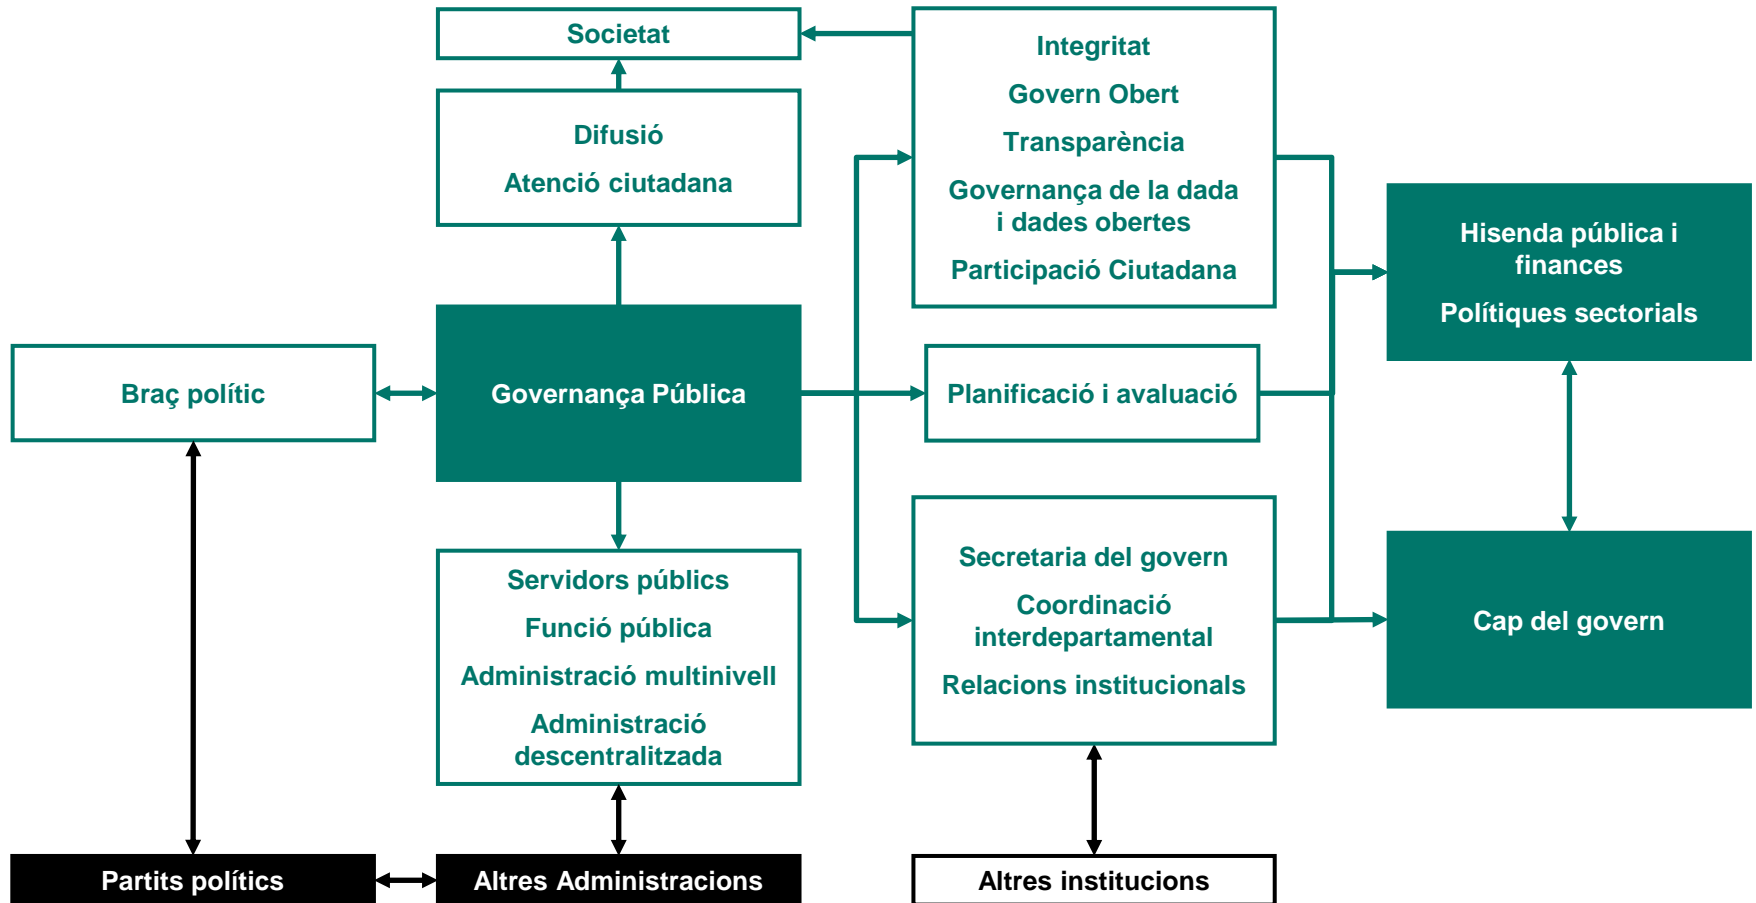 Societat
Difusió
Atenció ciutadana
Integritat
Govern Obert
Transparència
Governança de la dada
i dades obertes
Participació Ciutadana
Hisenda pública i
finances
Polítiques sectorials
Braç polític
Governança Pública
Planificació i avaluació
Servidors públics
Funció pública
Administració multinivell
Administració
descentralitzada
Secretaria del govern
Coordinació
interdepartamental
Relacions institucionals
Cap del govern
Partits polítics
Altres Administracions
Altres institucions